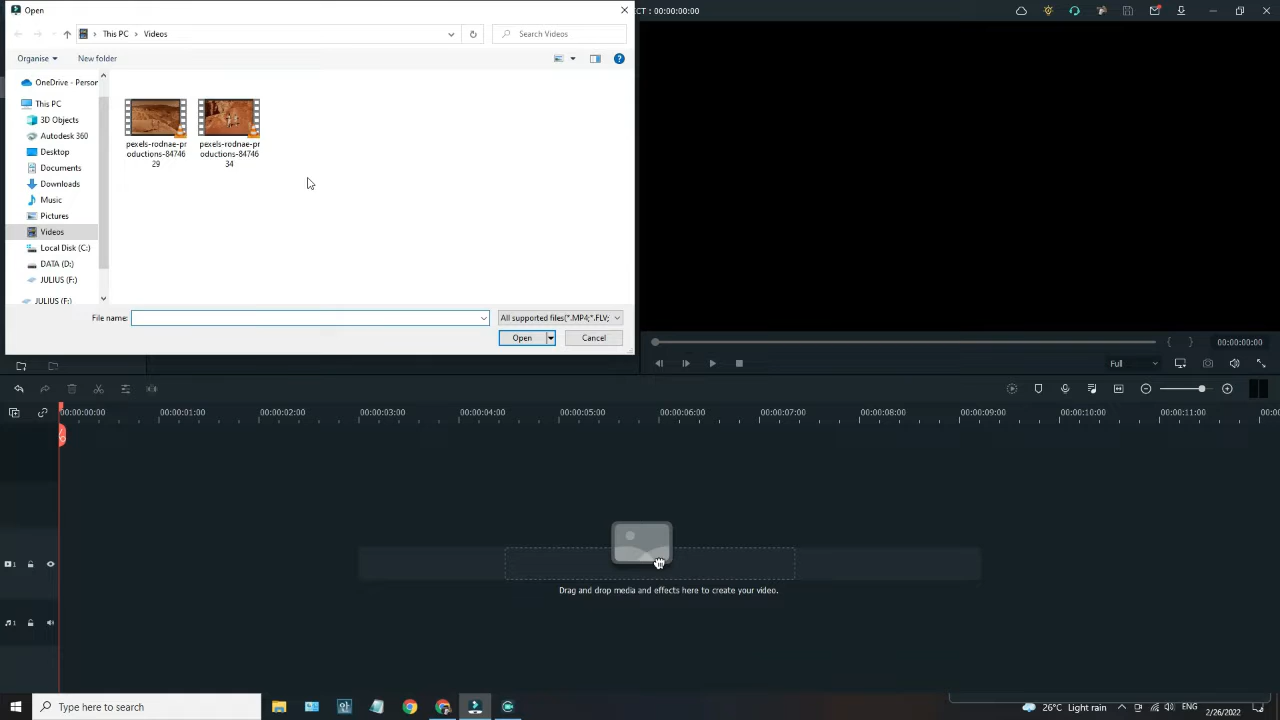 Open
CT : 00:00:00:00
This PC
Videos
Search Videos
Organise
New folder
OneDrive - Person
This PC
3D Objects
Autodesk 360
Desktop
Documents
Downloads
Music
Pictures
Videos
Local Disk (C:)
DATA (D:)
JULIUS (F:)
JULIUS (F:)
pexels-rodnae-pr
oductions-84746
29
pexels-rodnae-pr
oductions-84746
34
File name:
All supported files(*.MP4;*.FLV;
Open
Cancel
00:00:00:00
Full
00:00:00:00
00:00:01:00
00:00:02:00
00:00:03:00
00:00:04:00
00:00:05:00
00:00:06:00
00:00:07:00
00:00:08:00
00:00:09:00
00:00:10:00
00:00:11:00
00:00
1
Drag and drop media and effects here to create your video.
1
Type here to search
26°C Light rain
ENG
2/26/2022